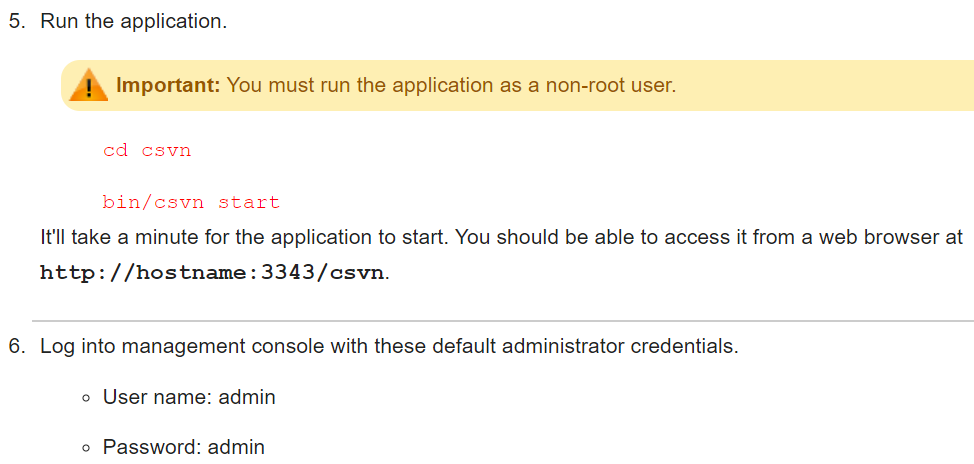 5. Run the application.
Important: You must run the application as a non-root user.
cd csvn
bin/csvn start
It'll take a minute for the application to start. You should be able to access it from a web browser at
http://hostname:3343/csvn.
6. Log into management console with these default administrator credentials.
User name: admin
Password: admin